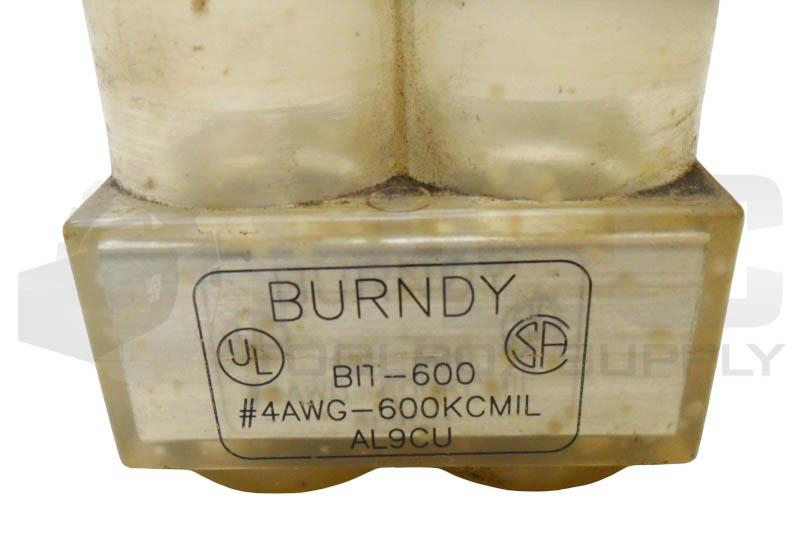 BURNDY
UL
SA
BIT-600
#4AWG-600KCMIL
AL9CU